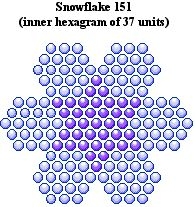 Snowflake 151
(inner hexagram of 37 units)